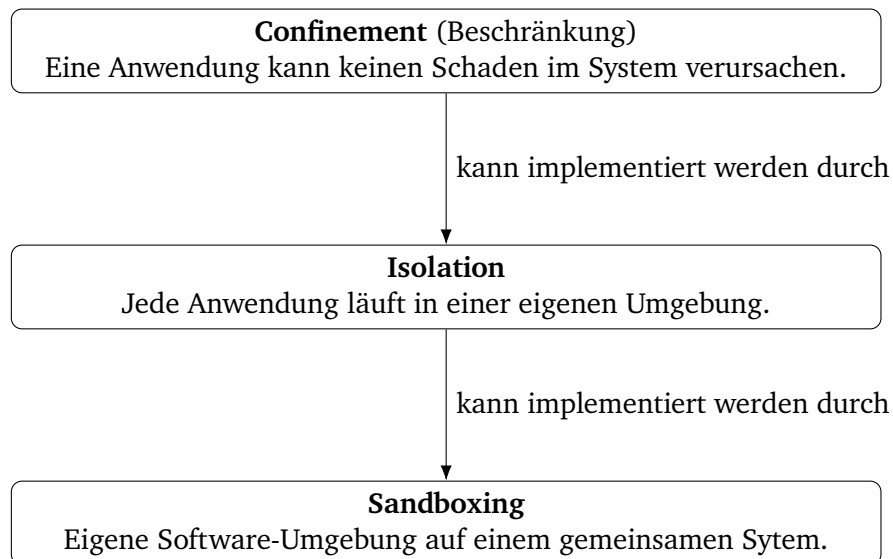 Confinement (Beschränkung)
Eine Anwendung kann keinen Schaden im System verursachen.
kann implementiert werden durch
Isolation
Jede Anwendung läuft in einer eigenen Umgebung.
kann implementiert werden durch
Sandboxing
Eigene Software-Umgebung auf einem gemeinsamen Sytem.